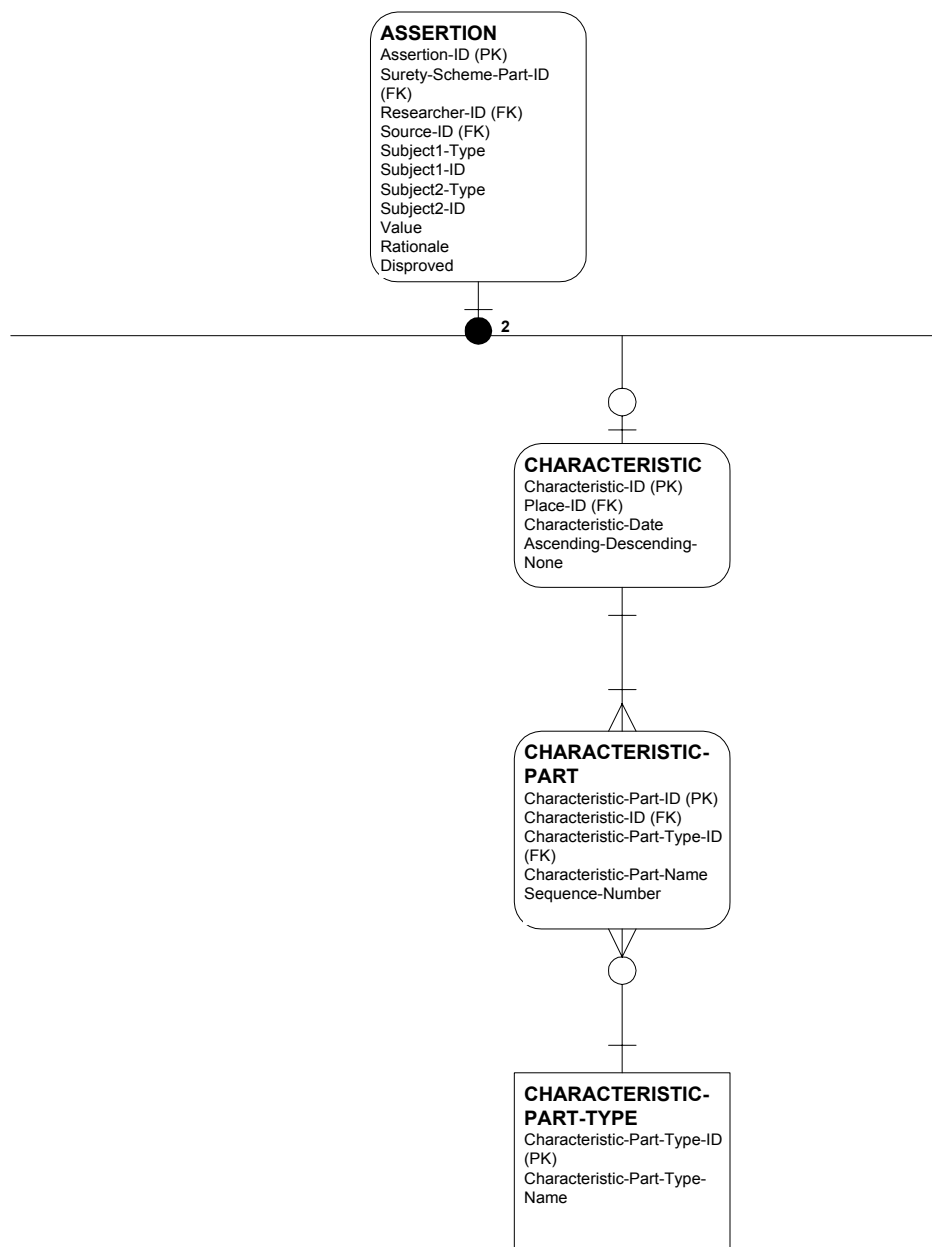 ASSERTION
Assertion-ID (PK)
Surety-Scheme-Part-ID
(FK)
Researcher-ID (FK)
Source-ID (FK)
Subject1-Type
Subject1-ID
Subject2-Type
Subject2-ID
Value
Rationale
Disproved
2
CHARACTERISTIC
Characteristic-ID (PK)
Place-ID (FK)
Characteristic-Date
Ascending-Descending-
None
CHARACTERISTIC-
PART
Characteristic-Part-ID (PK)
Characteristic-ID (FK)
Characteristic-Part-Type-ID
(FK)
Characteristic-Part-Name
Sequence-Number
CHARACTERISTIC-
PART-TYPE
Characteristic-Part-Type-ID
(PK)
Characteristic-Part-Type-
Name